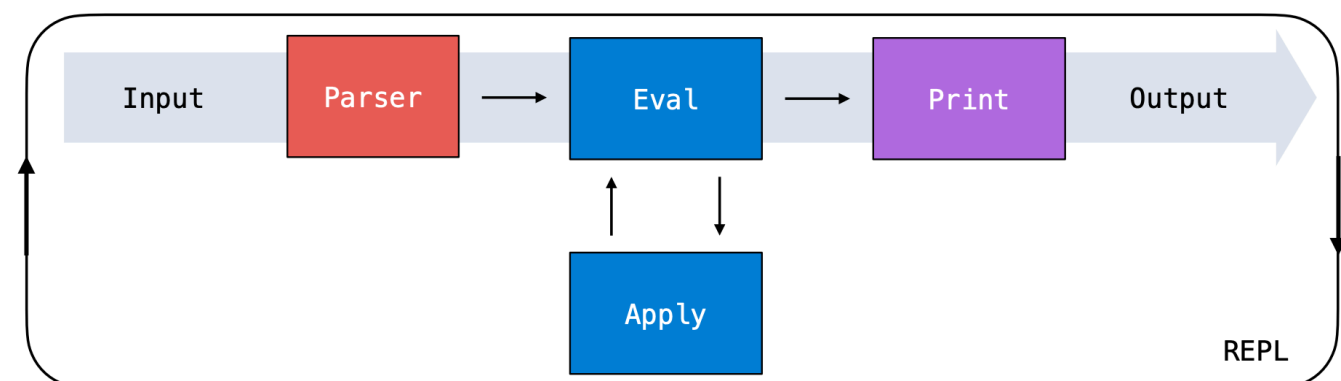 Input
Parser
Eval
Print
Output
Apply
REPL